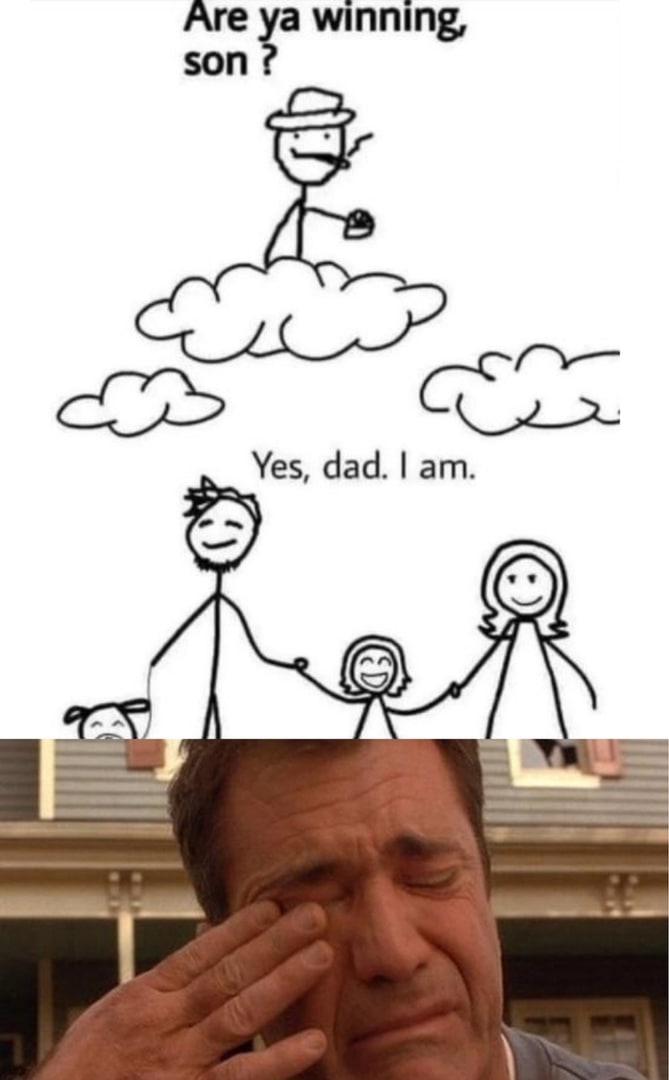 Are ya winning,
son ?
Yes, dad. I am.